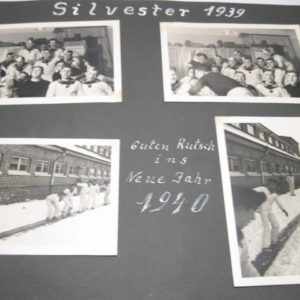 Silvester 1939
Guten Rutsch
ins
Neue Jahr
1940